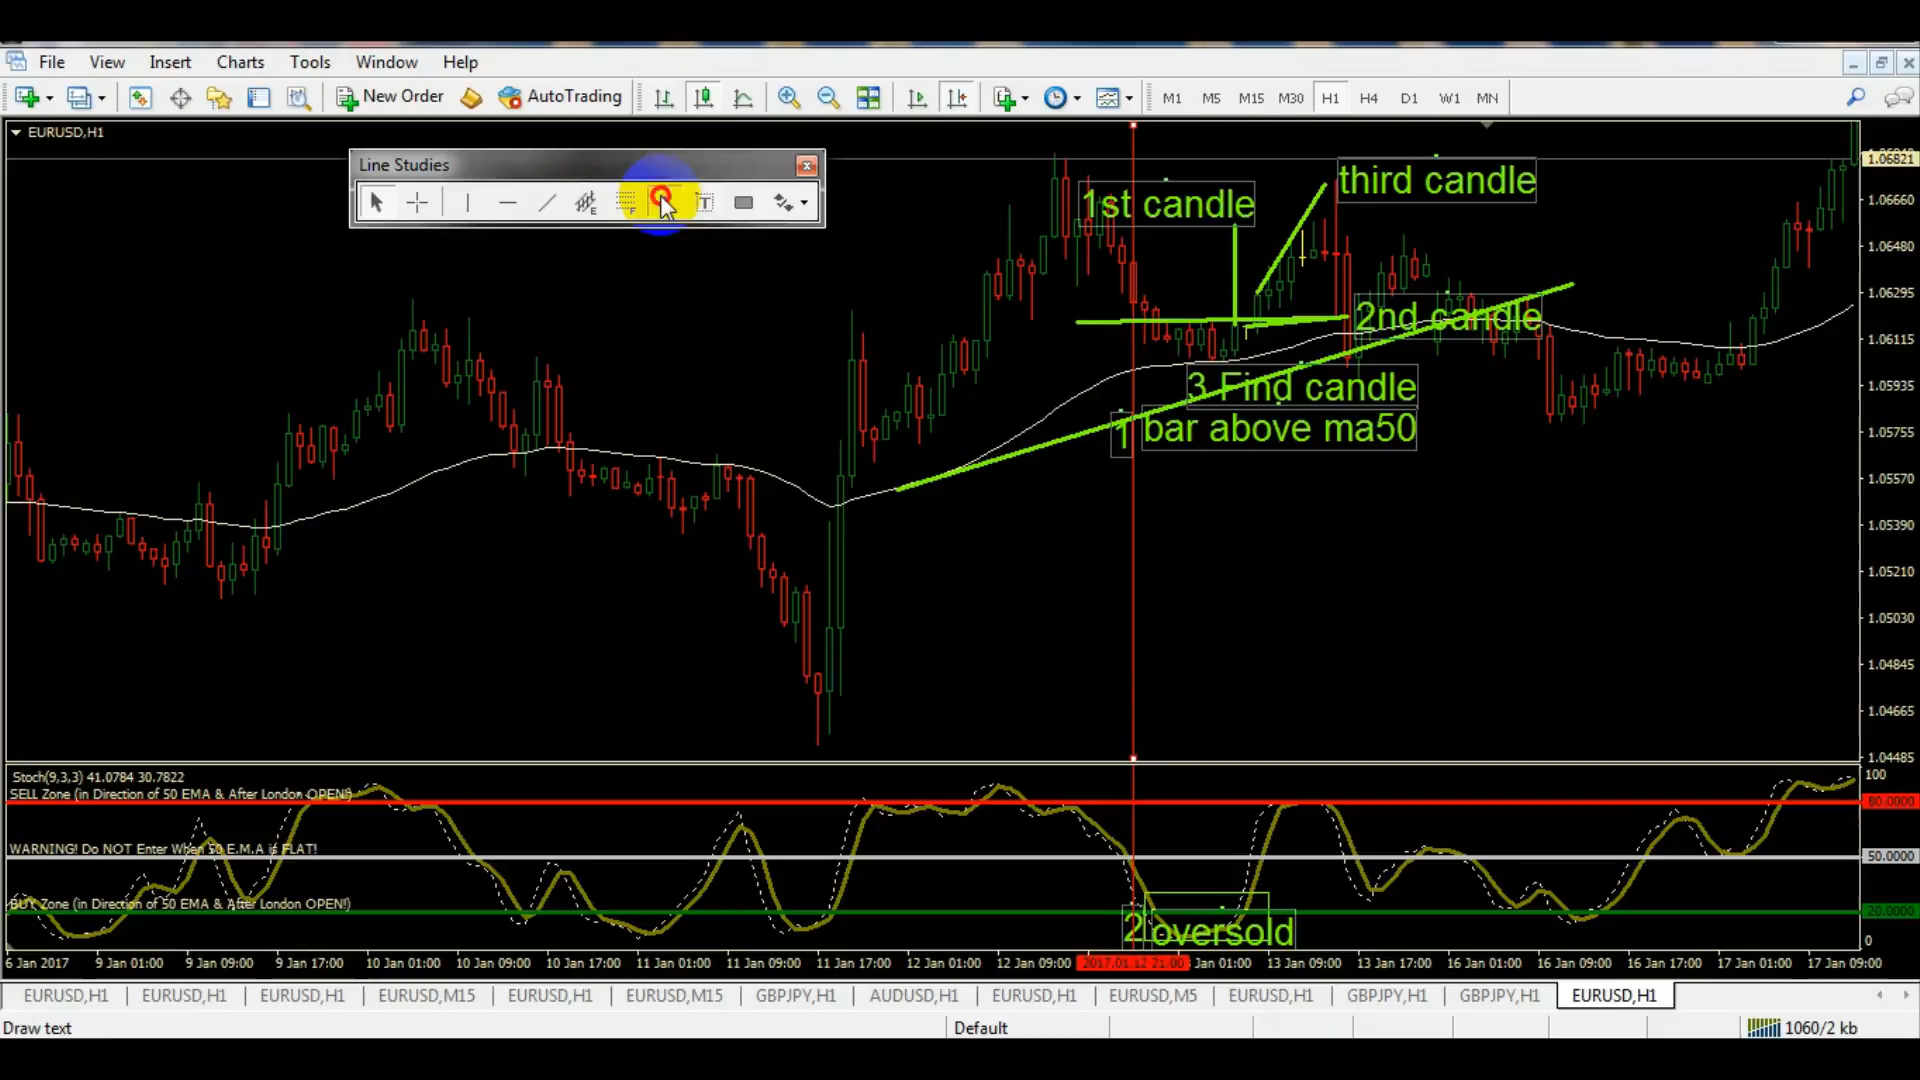 File View Insert Charts Tools Window Help
New Order AutoTrading M1 M5 M15 M30 H1 H4 D1 W1 MN
EURUSD,H1
Line Studies
1.06821
1.06660
1.06480
1.06295
1.06115
1.05935
1.05755
1.05570
1.05390
1.05210
1.05030
1.04845
1.04665
1.04485
1st candle
third candle
2nd candle
3 Find candle
1 bar above ma50
Stoch(9,3,3) 41.0784 30.7822
SELL Zone (in Direction of 50 EMA & After London OPEN!)
WARNING! Do NOT Enter When 50 E.M.A is FLAT!
BUY Zone (in Direction of 50 EMA & After London OPEN!)
100
80.0000
50.0000
20.0000
0
2 oversold
6 Jan 2017 9 Jan 01:00 9 Jan 09:00 9 Jan 17:00 10 Jan 01:00 10 Jan 09:00 10 Jan 17:00 11 Jan 01:00 11 Jan 09:00 11 Jan 17:00 12 Jan 01:00 12 Jan 09:00 2017.01.12 21:00 Jan 01:00 13 Jan 09:00 13 Jan 17:00 16 Jan 01:00 16 Jan 09:00 16 Jan 17:00 17 Jan 01:00 17 Jan 09:00
EURUSD,H1 EURUSD,H1 EURUSD,H1 EURUSD,M15 EURUSD,H1 EURUSD,M15 GBPJPY,H1 AUDUSD,H1 EURUSD,H1 EURUSD,M5 EURUSD,H1 GBPJPY,H1 GBPJPY,H1 EURUSD,H1
Draw text Default 1060/2 kb